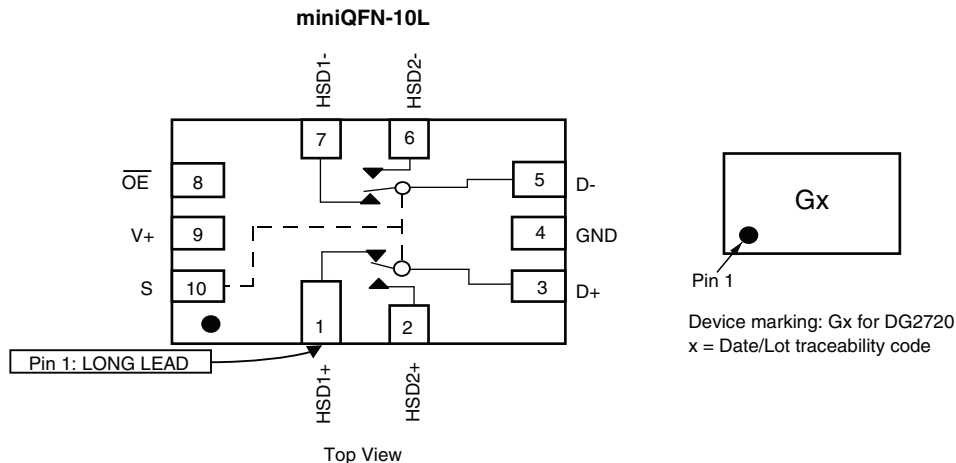 miniQFN-10L
HSD1-
HSD2-
7
6
OE
8
5
D-
V+
9
4
GND
S
10
3
D+
1
2
Pin 1: LONG LEAD
HSD1+
HSD2+
Top View
Gx
Pin 1
Device marking: Gx for DG2720
x = Date/Lot traceability code